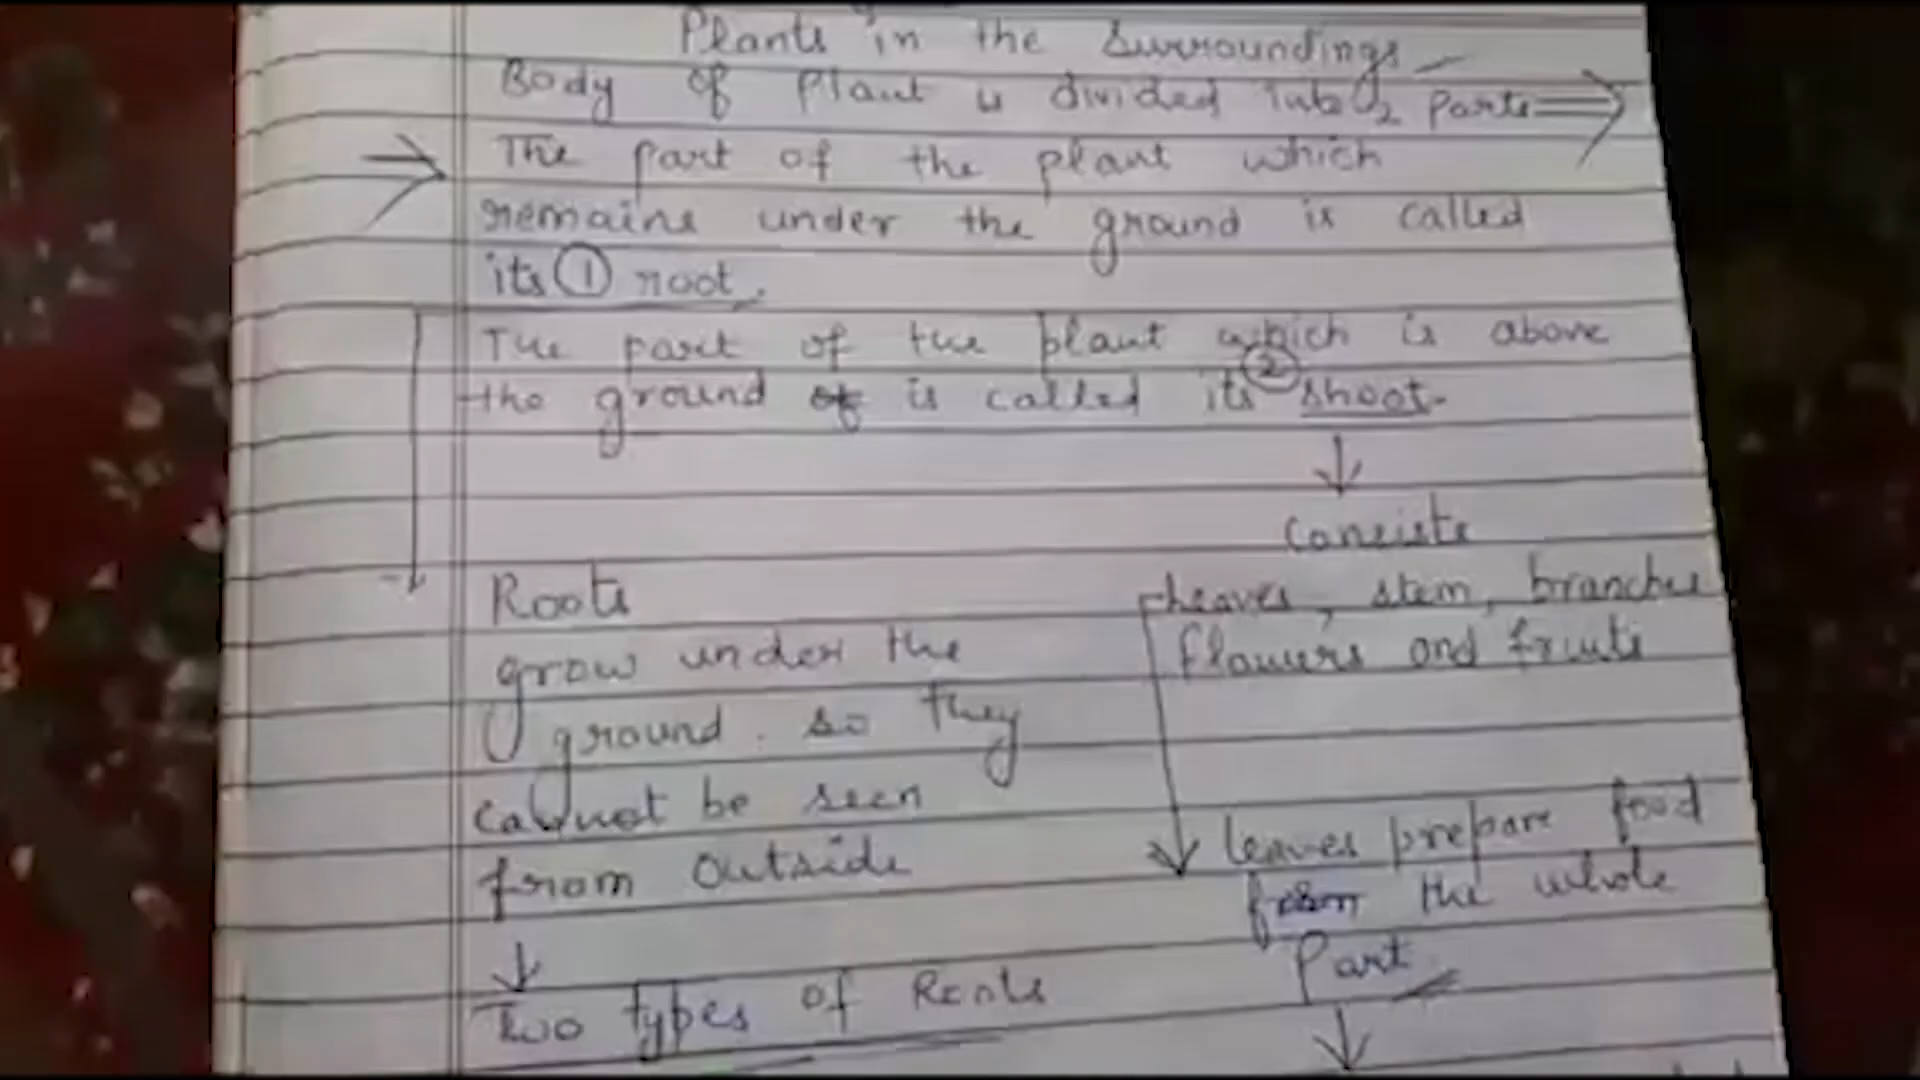 Plants in the Surroundings
Body of Plant is divided into 2 Parts
The part of the plant which
remains under the ground is called
its ① root.
The part of the plant which is above
the ground is called its ② shoot.
Consists
Roots
grow under the
ground. so they
cannot be seen
from outside
Two types of Roots
leaves, stem, branches
flowers and fruits
leaves prepare food
from the whole
Part